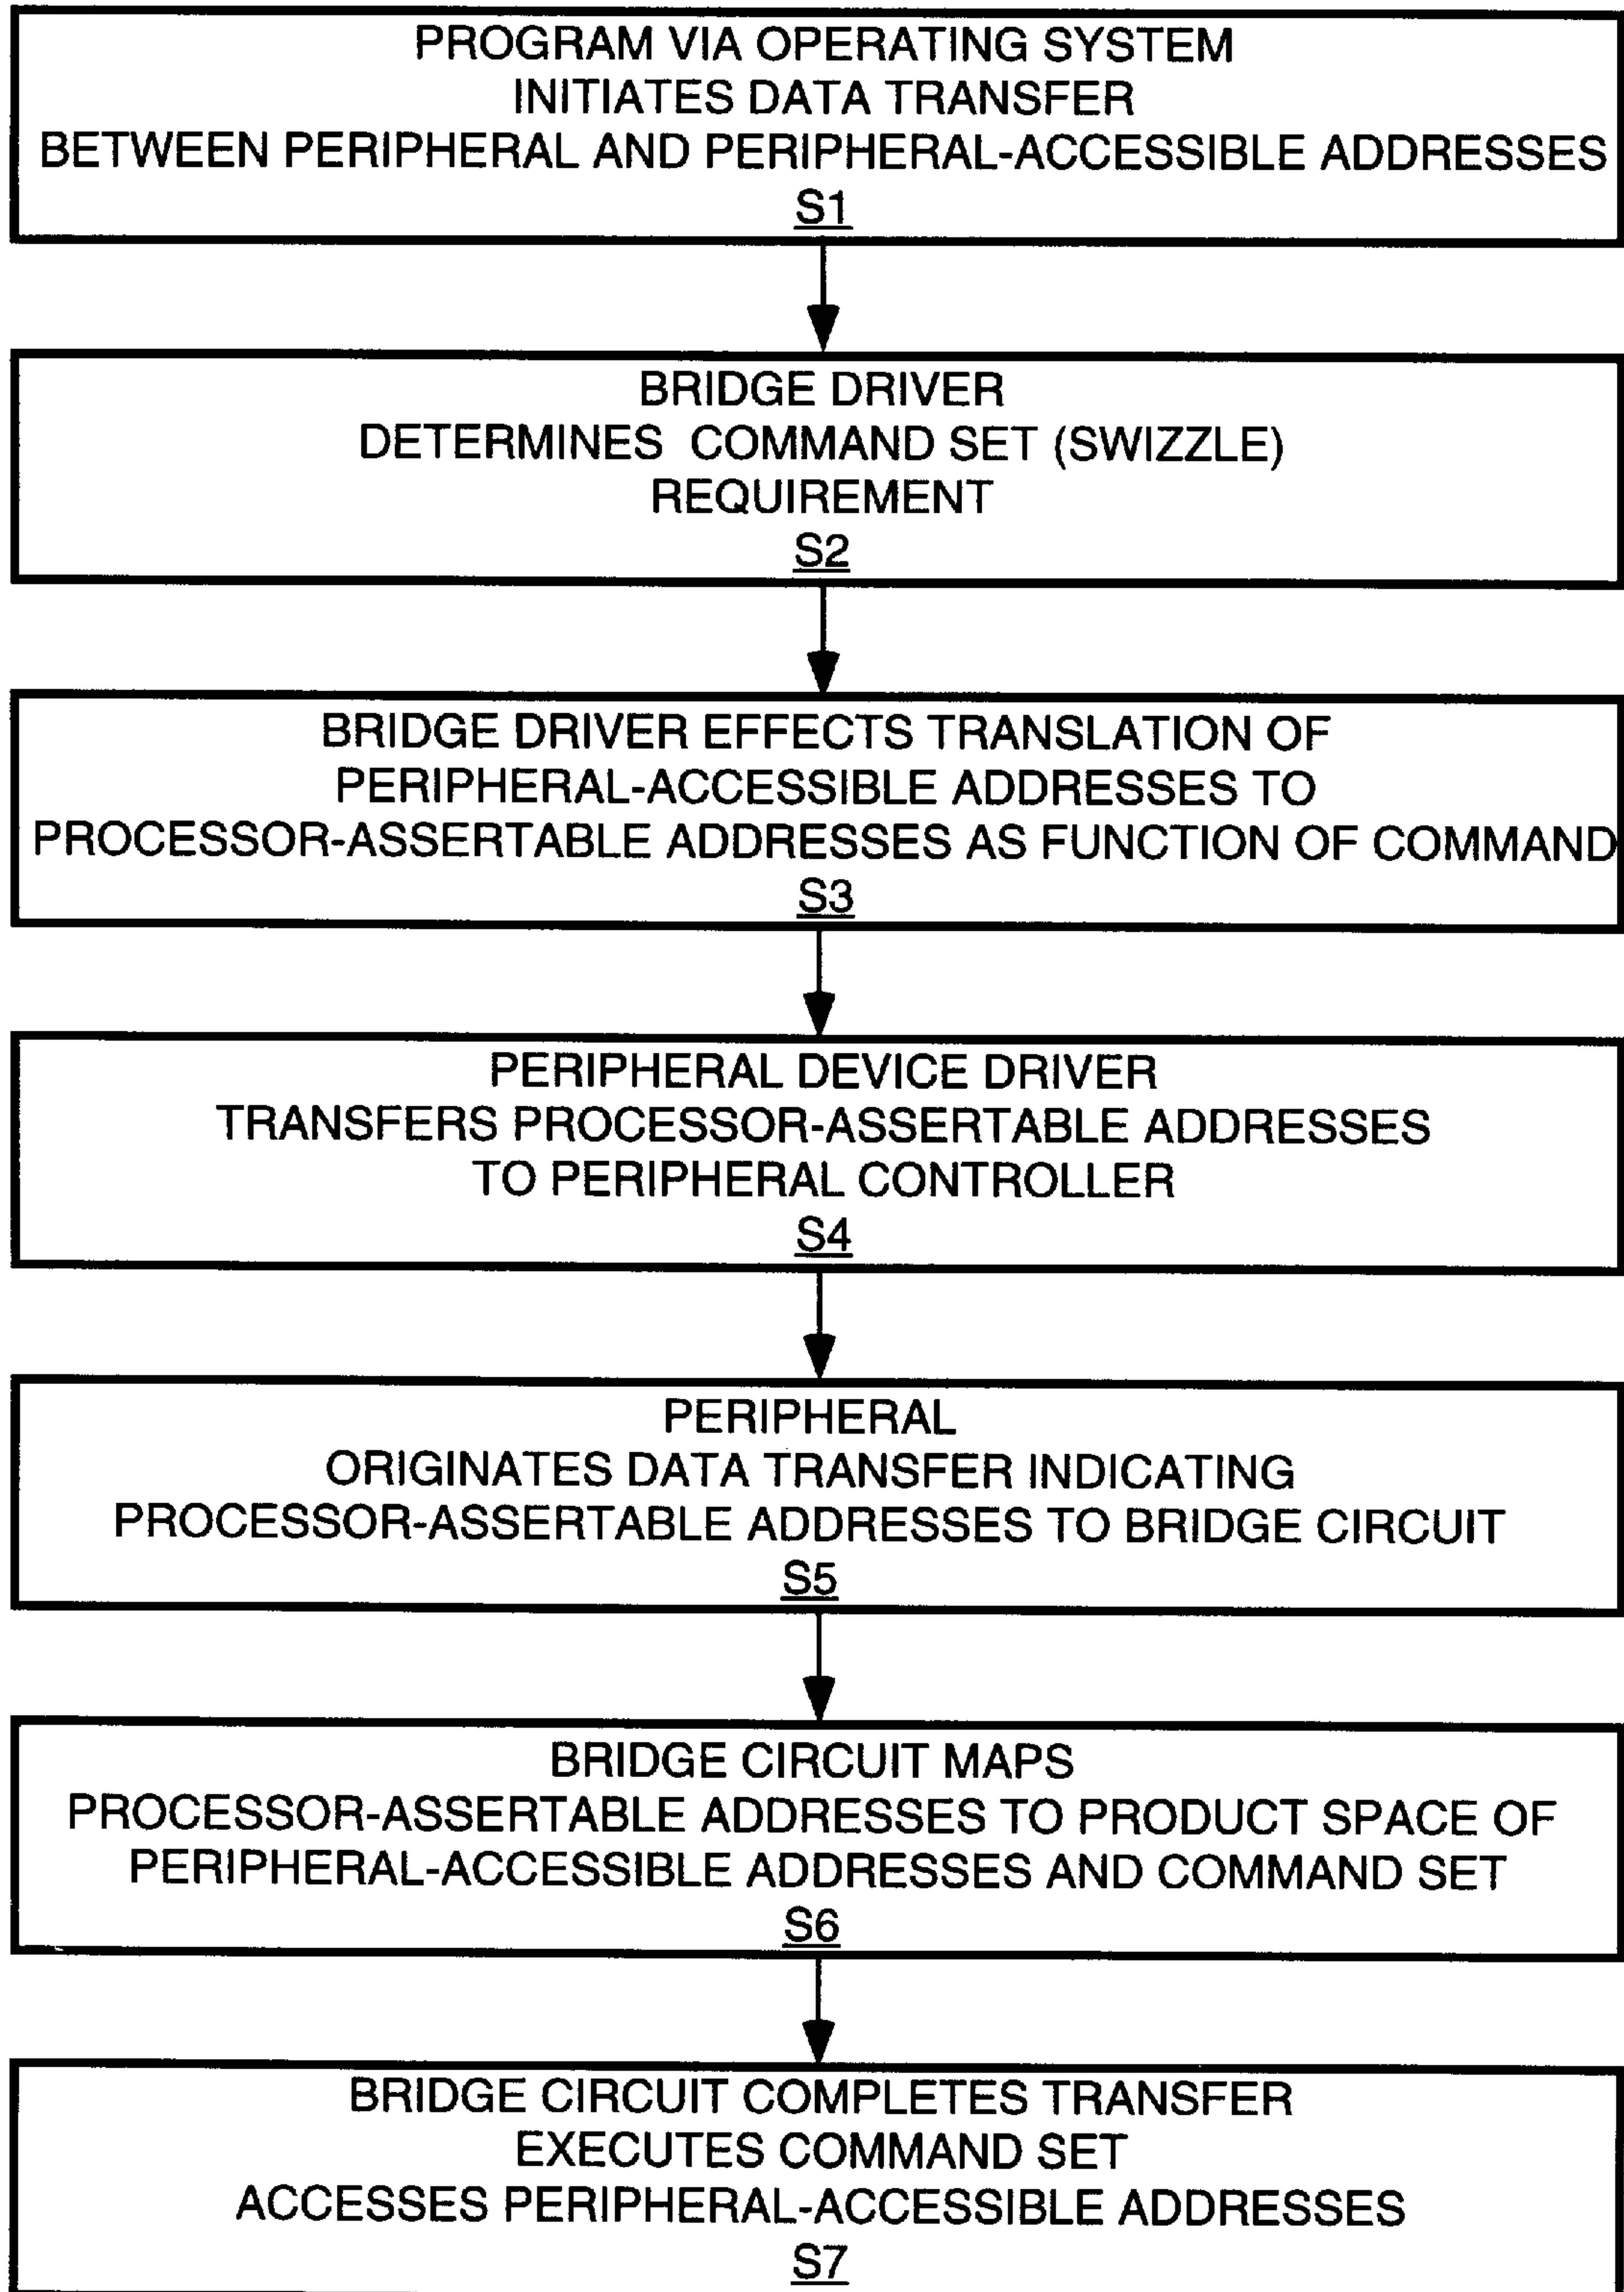 PROGRAM VIA OPERATING SYSTEM
INITIATES DATA TRANSFER
BETWEEN PERIPHERAL AND PERIPHERAL-ACCESSIBLE ADDRESSES
S1
BRIDGE DRIVER
DETERMINES COMMAND SET (SWIZZLE)
REQUIREMENT
S2
BRIDGE DRIVER EFFECTS TRANSLATION OF
PERIPHERAL-ACCESSIBLE ADDRESSES TO
PROCESSOR-ASSERTABLE ADDRESSES AS FUNCTION OF COMMAND
S3
PERIPHERAL DEVICE DRIVER
TRANSFERS PROCESSOR-ASSERTABLE ADDRESSES
TO PERIPHERAL CONTROLLER
S4
PERIPHERAL
ORIGINATES DATA TRANSFER INDICATING
PROCESSOR-ASSERTABLE ADDRESSES TO BRIDGE CIRCUIT
S5
BRIDGE CIRCUIT MAPS
PROCESSOR-ASSERTABLE ADDRESSES TO PRODUCT SPACE OF
PERIPHERAL-ACCESSIBLE ADDRESSES AND COMMAND SET
S6
BRIDGE CIRCUIT COMPLETES TRANSFER
EXECUTES COMMAND SET
ACCESSES PERIPHERAL-ACCESSIBLE ADDRESSES
S7